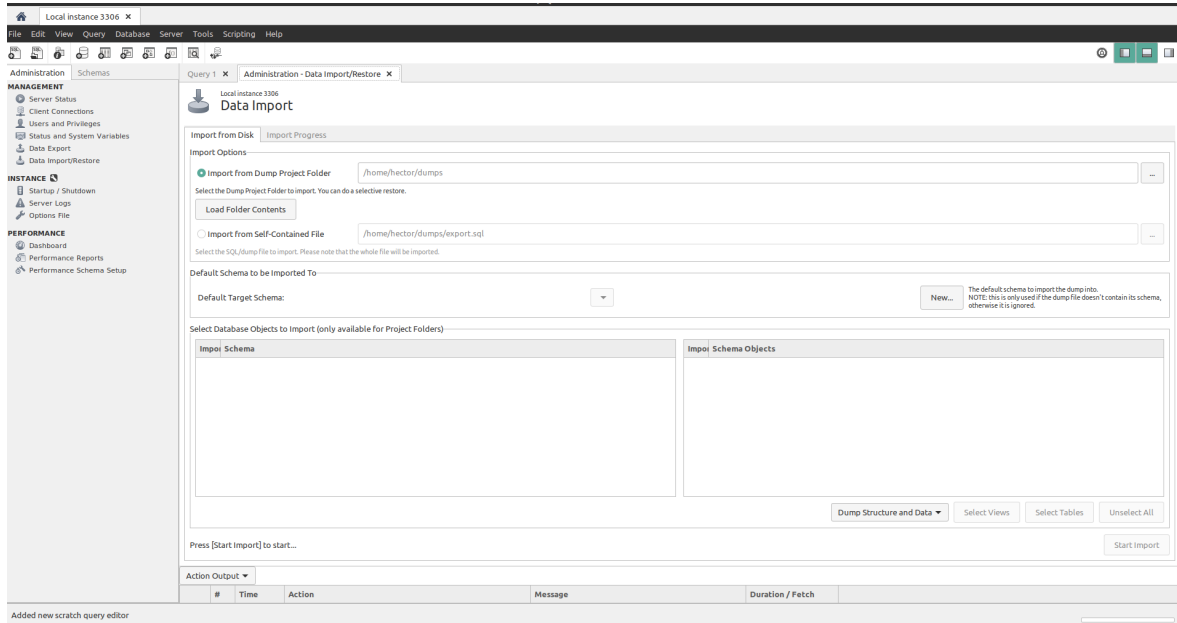 Local instance 3306 ×
File Edit View Query Database Server Tools Scripting Help
Administration Schemas
Query 1 × Administration - Data Import/Restore ×
MANAGEMENT
Server Status
Client Connections
Users and Privileges
Status and System Variables
Data Export
Data Import/Restore
INSTANCE
Startup / Shutdown
Server Logs
Options File
PERFORMANCE
Dashboard
Performance Reports
Performance Schema Setup
Local instance 3306
Data Import
Import from Disk Import Progress
Import Options
Import from Dump Project Folder /home/hector/dumps ...
Select the Dump Project Folder to import. You can do a selective restore.
Load Folder Contents
Import from Self-Contained File /home/hector/dumps/export.sql ...
Select the SQL/dump file to import. Please note that the whole file will be imported.
Default Schema to be Imported To
Default Target Schema: New...
The default schema to import the dump into.
NOTE: this is only used if the dump file doesn't contain its schema,
otherwise it is ignored.
Select Database Objects to Import (only available for Project Folders)
Impor Schema Impor Schema Objects
Dump Structure and Data Select Views Select Tables Unselect All
Press [Start Import] to start... Start Import
Action Output
# Time Action Message Duration / Fetch
Added new scratch query editor